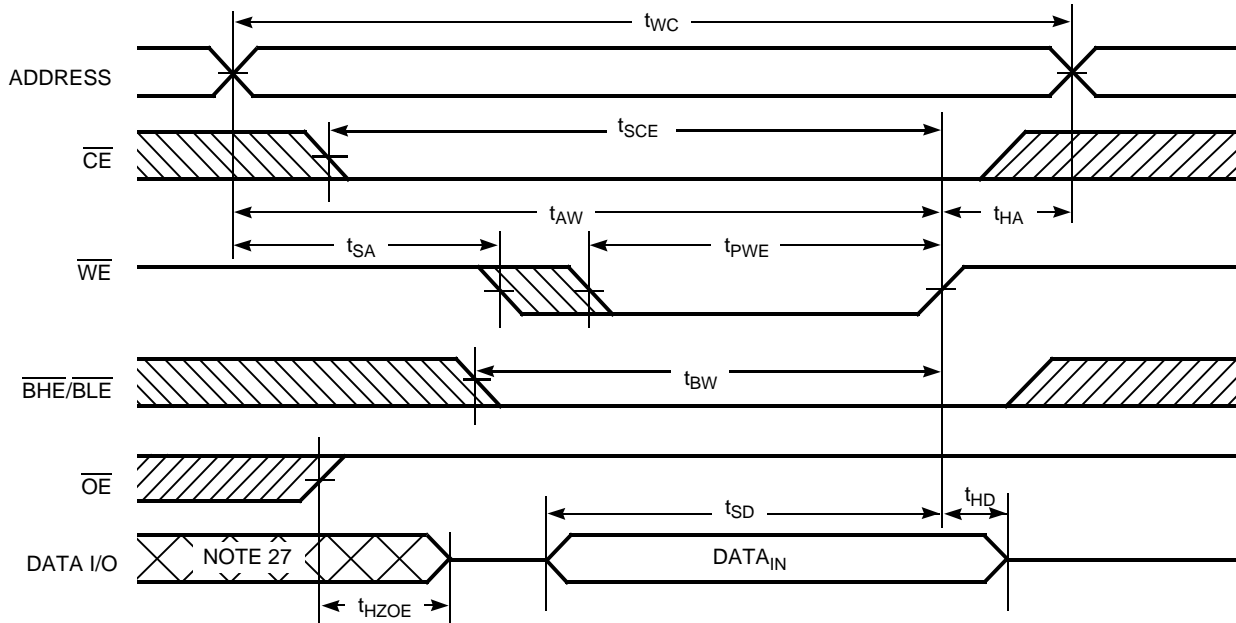 tWC
ADDRESS
tSCE
CE
tAW
tHA
tSA
tPWE
WE
tBW
BHE/BLE
OE
tSD
tHD
DATA I/O
NOTE 27
DATAIN
tHZOE